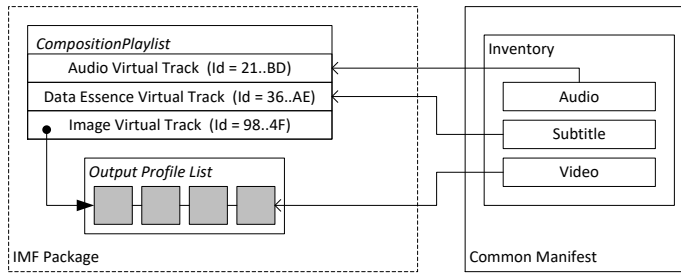 CompositionPlaylist
Audio Virtual Track (Id = 21..BD)
Data Essence Virtual Track (Id = 36..AE)
Image Virtual Track (Id = 98..4F)
Output Profile List
IMF Package
Inventory
Audio
Subtitle
Video
Common Manifest